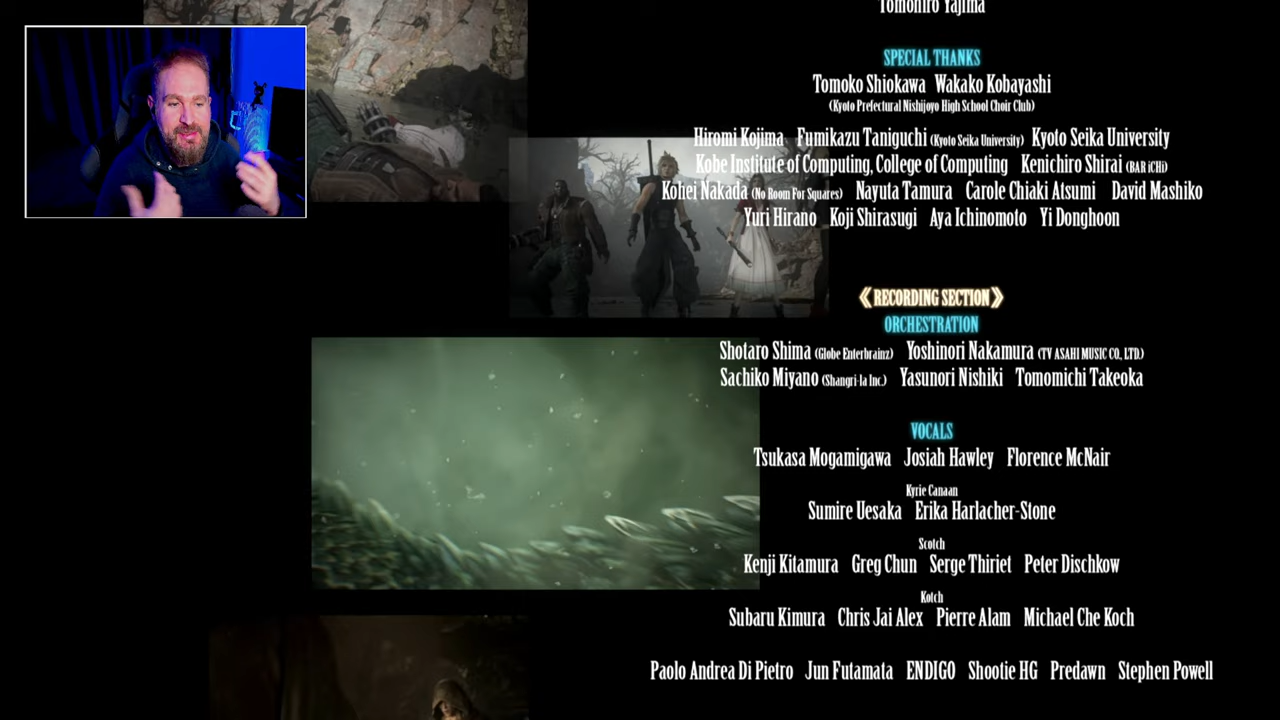 Tomohiro Yajima
SPECIAL THANKS
Tomoko Shiokawa Wakako Kobayashi
(Kyoto Prefectural Nishijoyo High School Choir Club)
Hiromi Kojima Fumikazu Taniguchi (Kyoto Seika University) Kyoto Seika University
Kobe Institute of Computing, College of Computing Kenichiro Shirai (BAR iCHi)
Kohei Nakada (No Room For Squares) Nayuta Tamura Carole Chiaki Atsumi David Mashiko
Yuri Hirano Koji Shirasugi Aya Ichinomoto Yi Donghoon
《RECORDING SECTION》
ORCHESTRATION
Shotaro Shima (Globe Enterbrainz) Yoshinori Nakamura (TV ASAHI MUSIC CO., LTD.)
Sachiko Miyano (Shangri-la Inc.) Yasunori Nishiki Tomomichi Takeoka
VOCALS
Tsukasa Mogamigawa Josiah Hawley Florence McNair
Kyrie Canaan
Sumire Uesaka Erika Harlacher-Stone
Scotch
Kenji Kitamura Greg Chun Serge Thiriet Peter Dischkow
Kotch
Subaru Kimura Chris Jai Alex Pierre Alam Michael Che Koch
Paolo Andrea Di Pietro Jun Futamata ENDIGO Shootie HG Predawn Stephen Powell